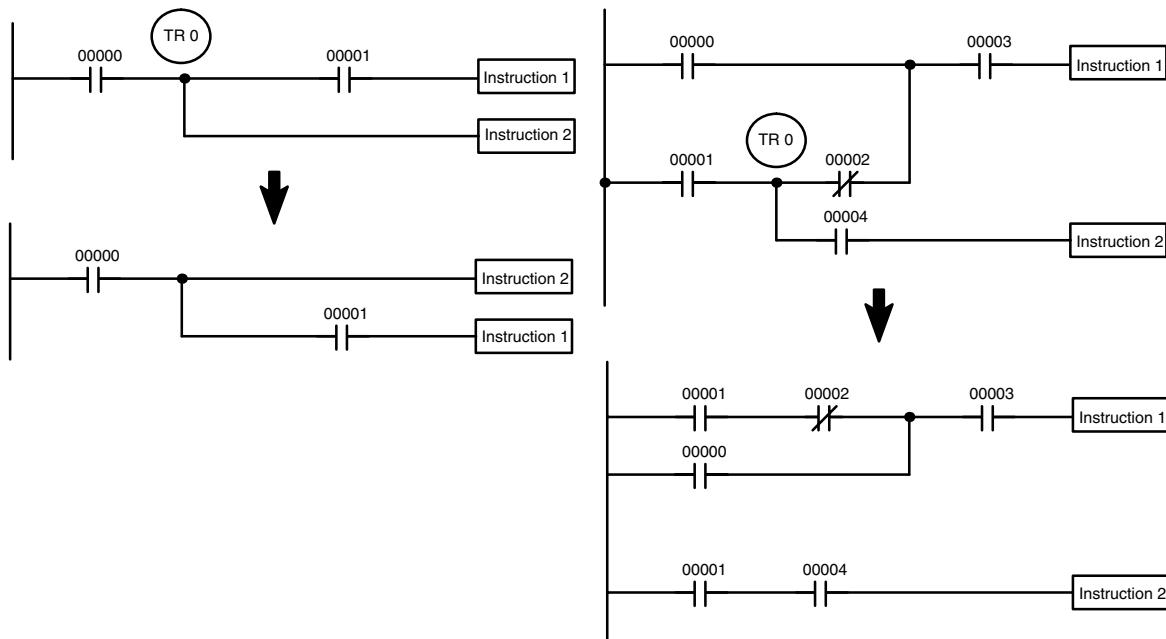 TR 0
00000
00001
Instruction 1
Instruction 2
00000
Instruction 2
00001
Instruction 1
00000
00003
Instruction 1
TR 0
00001
00002
00004
Instruction 2
00001
00002
00003
Instruction 1
00000
00001
00004
Instruction 2